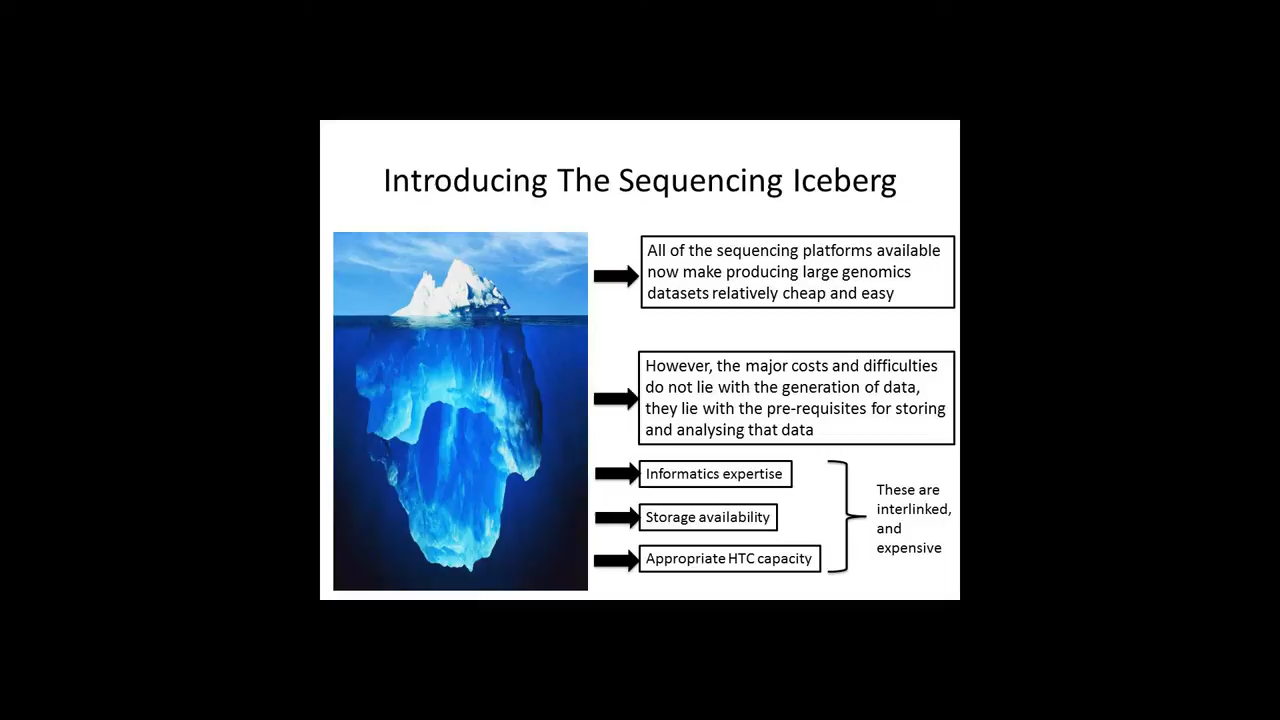 Introducing The Sequencing Iceberg
All of the sequencing platforms available
now make producing large genomics
datasets relatively cheap and easy
However, the major costs and difficulties
do not lie with the generation of data,
they lie with the pre-requisites for storing
and analysing that data
Informatics expertise
Storage availability
Appropriate HTC capacity
These are
interlinked,
and
expensive